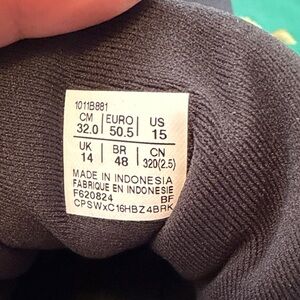 1011B881
CM | EURO | US
32.0 | 50.5 | 15
UK | BR | CN
14 | 48 | 320(2.5)
MADE IN INDONESIA
FABRIQUE EN INDONESIE
F620824 BF
CPSWxC16HBZ4BRK